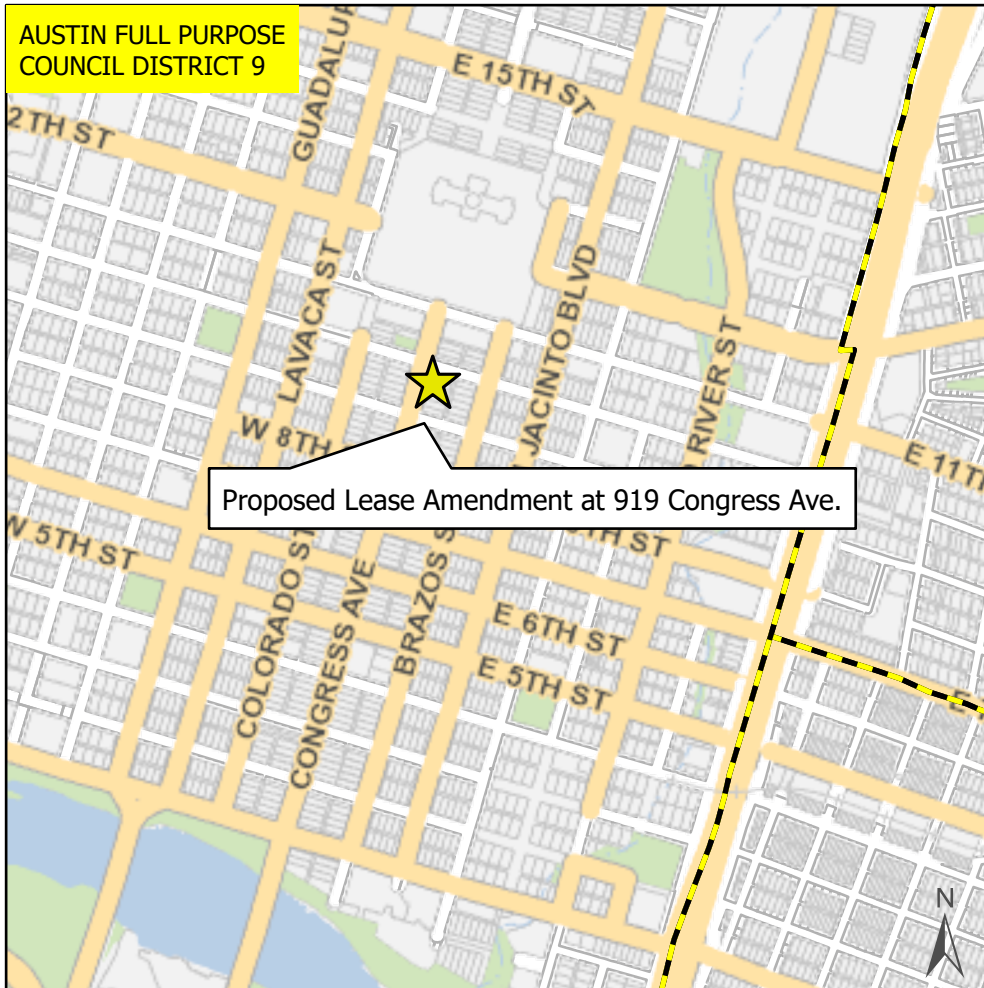 AUSTIN FULL PURPOSE
COUNCIL DISTRICT 9
GUADALUP
E 15TH ST
2TH ST
LAVACA ST
JACINTO BLVD
RIVER ST
W 8TH
E 11TH
Proposed Lease Amendment at 919 Congress Ave.
W 5TH ST
TH ST
COLORADO ST
CONGRESS AVE
BRAZOS S
E 6TH ST
E 5TH ST
N